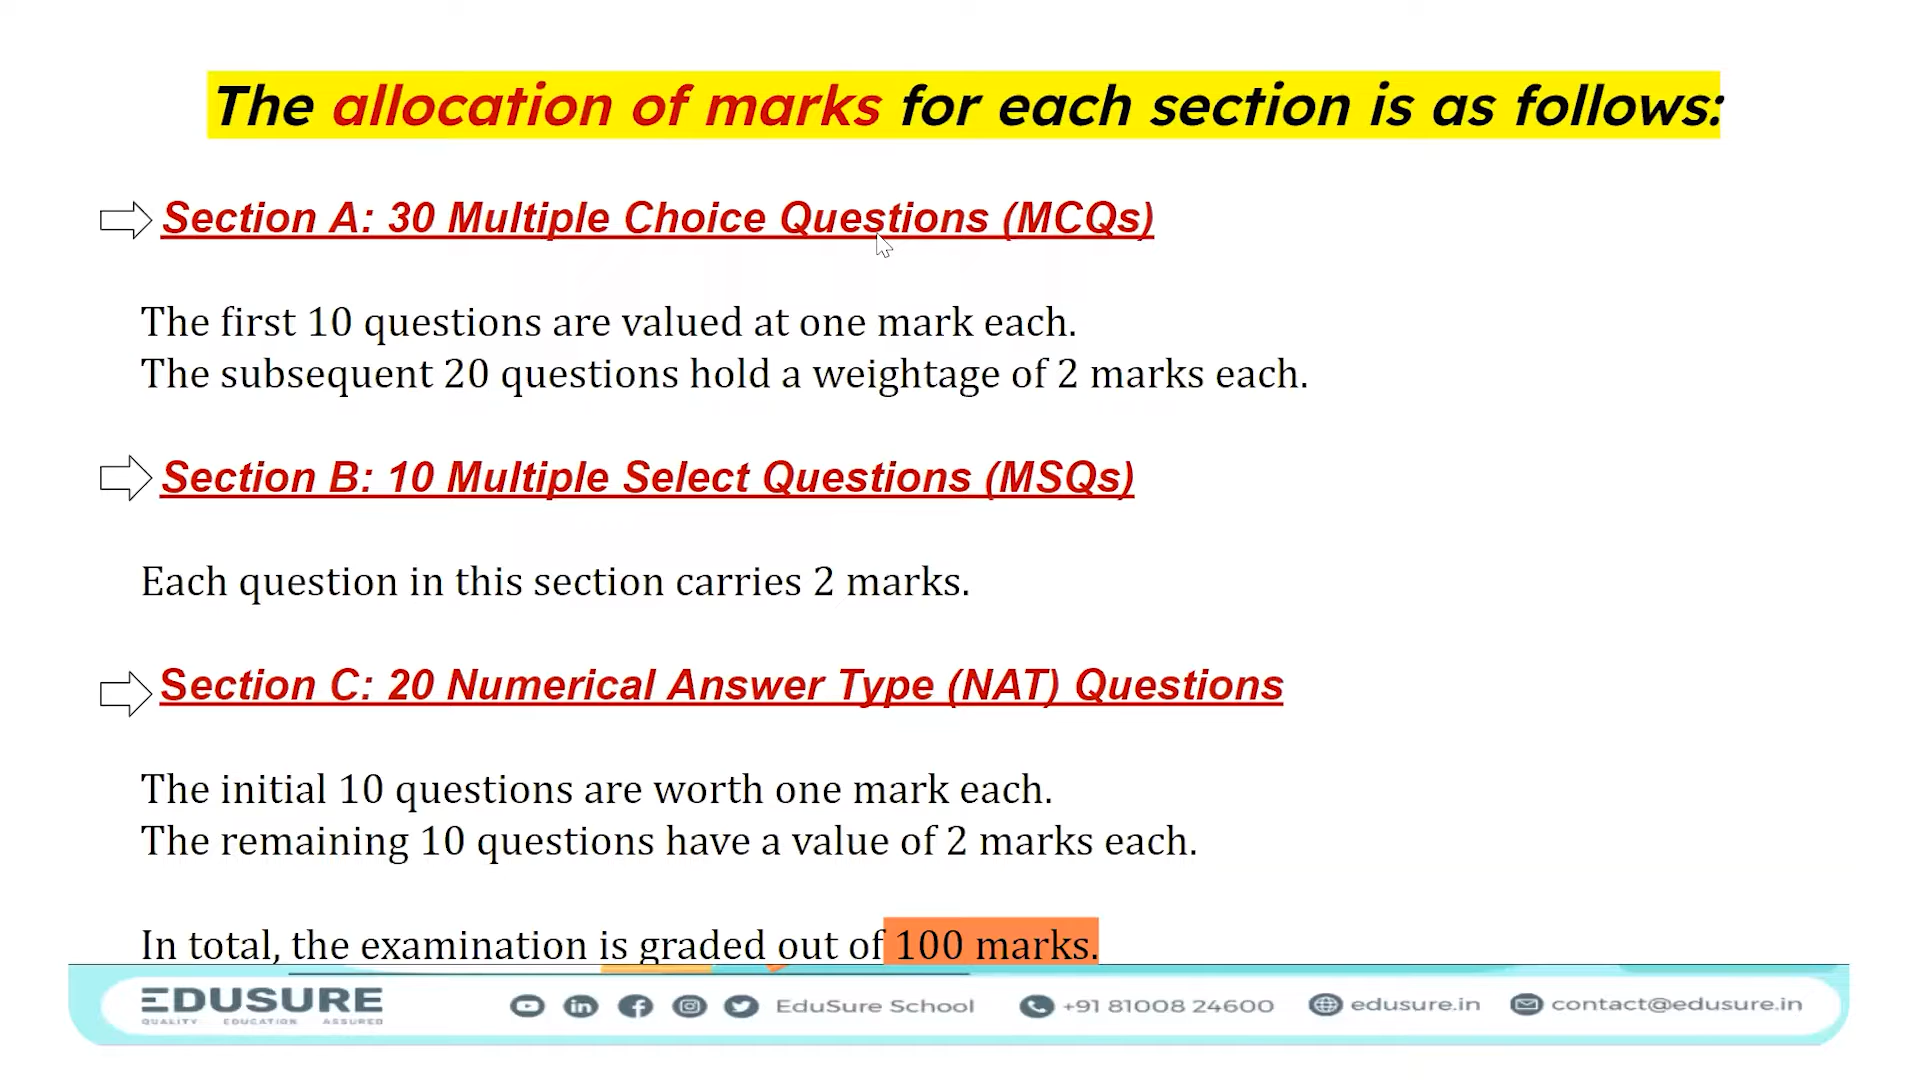 The allocation of marks for each section is as follows:
Section A: 30 Multiple Choice Questions (MCQs)
The first 10 questions are valued at one mark each.
The subsequent 20 questions hold a weightage of 2 marks each.
Section B: 10 Multiple Select Questions (MSQs)
Each question in this section carries 2 marks.
Section C: 20 Numerical Answer Type (NAT) Questions
The initial 10 questions are worth one mark each.
The remaining 10 questions have a value of 2 marks each.
In total, the examination is graded out of 100 marks.
EDUSURE
QUALITY EDUCATION ASSURED
EduSure School
+91 81008 24600
edusure.in
contact@edusure.in